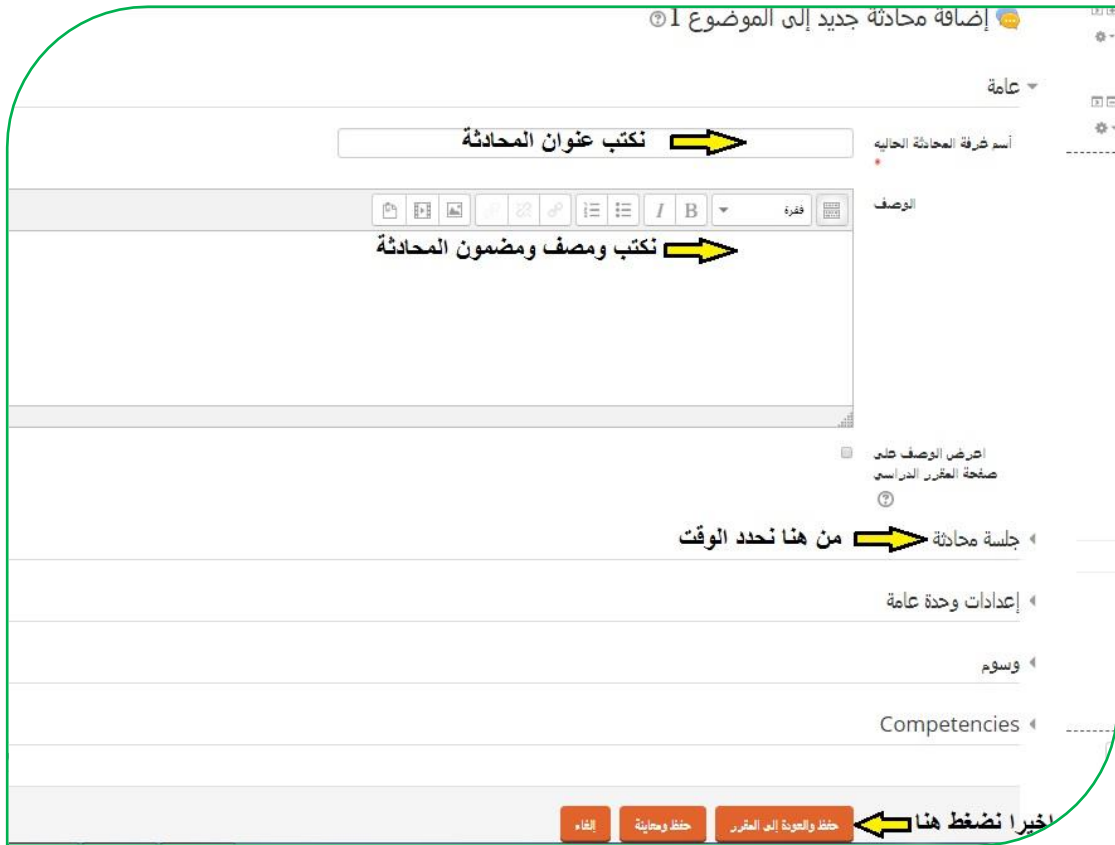 إضافة محادثة جديد إلى الموضوع 1
عامة
أسم غرفة المحادثة الحاليه
نكتب عنوان المحادثة
الوصف
فقرة B I
نكتب ومصف ومضمون المحادثة
اعرض الوصف على
صفحة المقرر الدراسي
جلسة محادثة من هنا نحدد الوقت
إعدادات وحدة عامة
وسوم
Competencies
اخيرا نضغط هنا حفظ والعودة إلى المقرر حفظ ومعاينة إلغاء